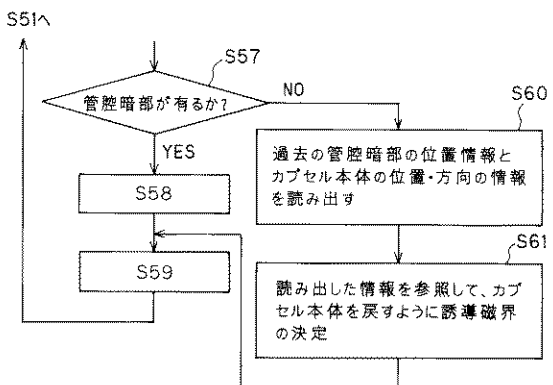 S51へ
S57
管腔暗部が有るか?
NO
YES
S58
S59
S60
過去の管腔暗部の位置情報と
カプセル本体の位置・方向の情報
を読み出す
S61
読み出した情報を参照して、カプ
セル本体を戻すように誘導磁界
の決定